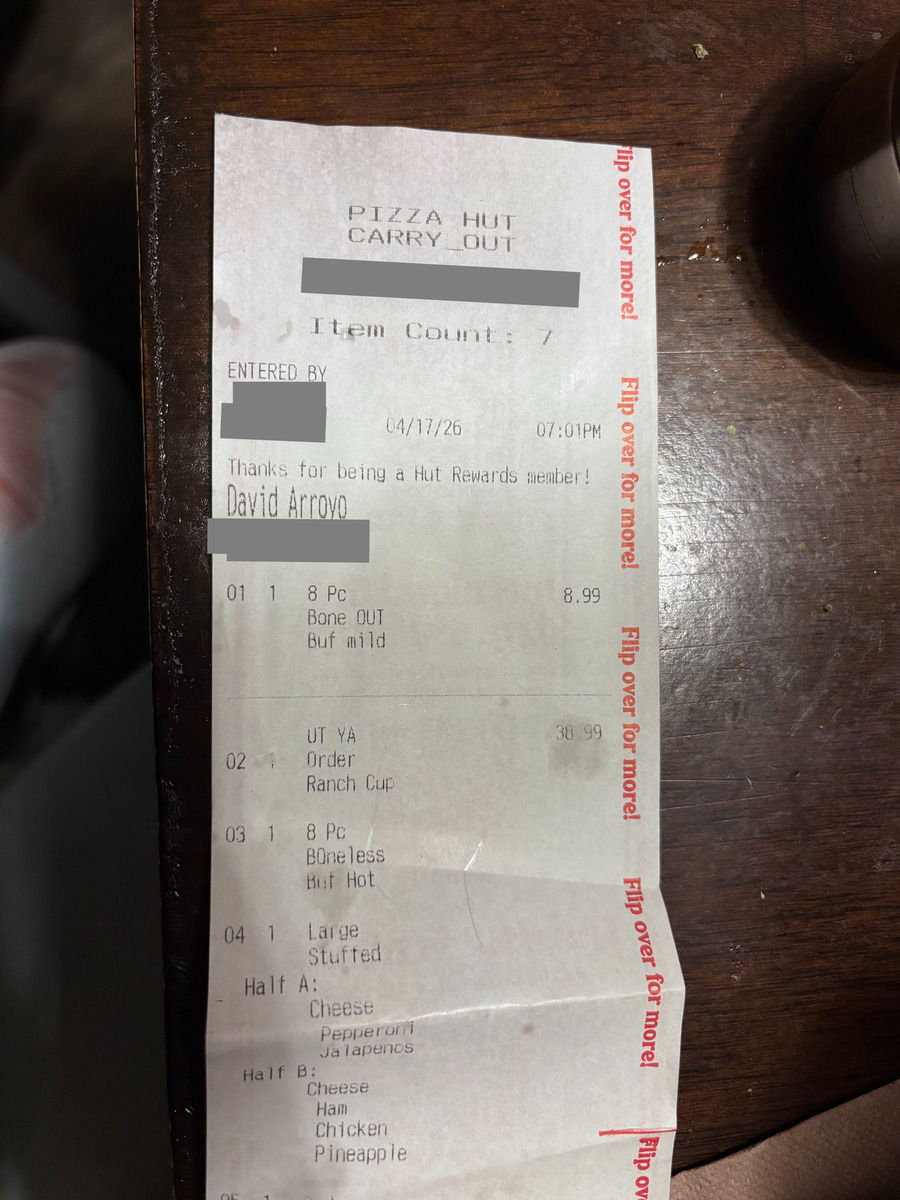 PIZZA HUT
CARRY_OUT
Item Count: 7
ENTERED BY
04/17/26 07:01PM
Thanks for being a Hut Rewards member!
David Arroyo
01 1 8 Pc 8.99
Bone OUT
Buf mild
UT YA 38.99
02 1 Order
Ranch Cup
03 1 8 Pc
BOneless
Buf Hot
04 1 Large
Stuffed
Half A:
Cheese
Pepperoni
Jalapenos
Half B:
Cheese
Ham
Chicken
Pineapple
05 1
Flip over for more!
Flip over for more!
Flip over for more!
Flip over for more!
Flip ov